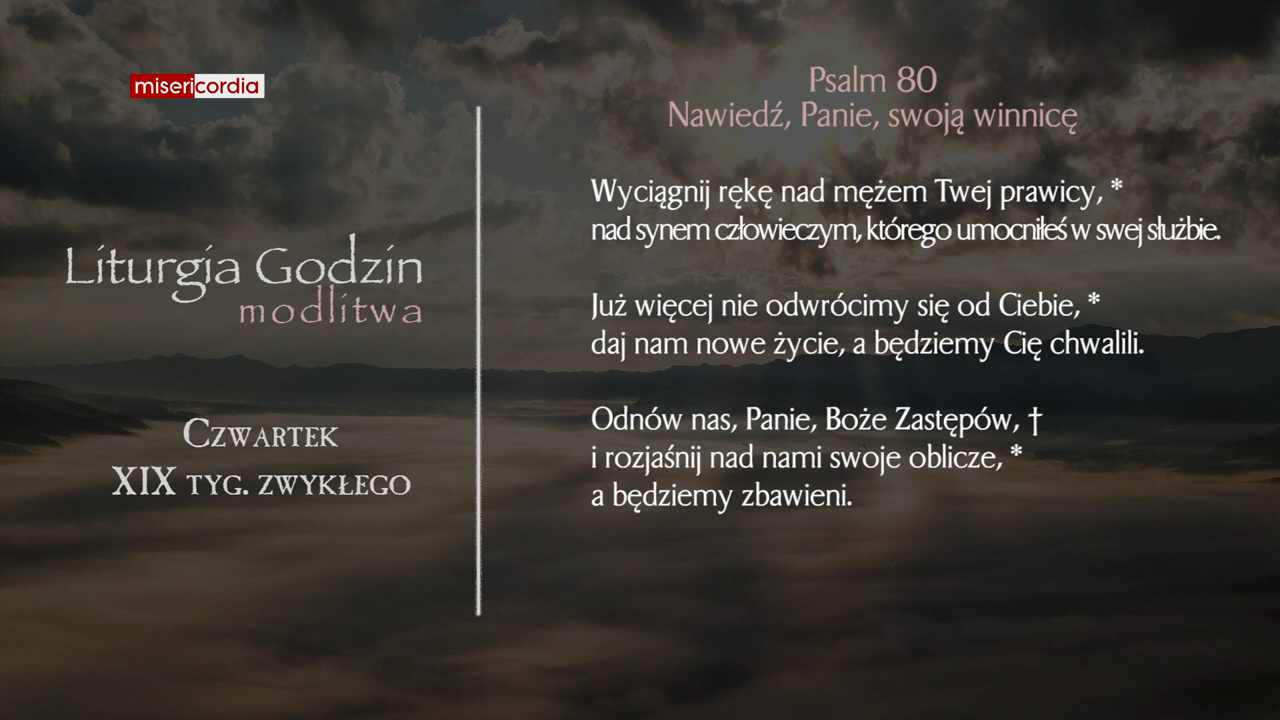 misericordia
Liturgia Godzin
modlitwa
Czwartek
XIX tyg. zwykłego
Psalm 80
Nawiedź, Panie, swoją winnicę
Wyciągnij rękę nad mężem Twej prawicy, *
nad synem człowieczym, którego umocniłeś w swej służbie.
Już więcej nie odwrócimy się od Ciebie, *
daj nam nowe życie, a będziemy Cię chwalili.
Odnów nas, Panie, Boże Zastępów, †
i rozjaśnij nad nami swoje oblicze, *
a będziemy zbawieni.